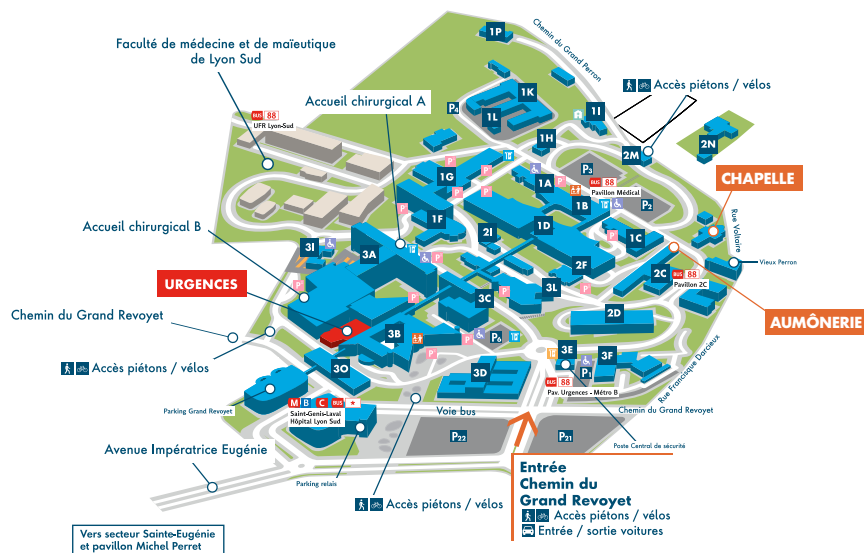 1P
Chemin du Grand Perron
Faculté de médecine et de maïeutique
de Lyon Sud
Accès piétons / vélos
1K
P4
1L
1I
Accueil chirurgical A
BUS 88
UFR Lyon-Sud
1H
2M
2N
P3
CHAPELLE
1G
P
P
P
P
1A
BUS 88
Pavillon Médical
1B
P2
Rue Voltaire
P
1F
1D
P
1C
Accueil chirurgical B
3I
3A
2I
P
P
2F
2C
BUS 88
Pavillon 2C
Vieux Perron
URGENCES
P
3C
P
3L
AUMÔNERIE
Chemin du Grand Revoyet
2D
3B
P
P
P6
3E
3F
Rue Francisque Darcieux
Accès piétons / vélos
3O
3D
P1
BUS 88
Pav. Urgences - Métro B
Parking Grand Revoyet
M B C BUS *
Saint-Genis-Laval
Hôpital Lyon Sud
Voie bus
Chemin du Grand Revoyet
P22
P21
Poste Central de sécurité
Avenue Impératrice Eugénie
Parking relais
Accès piétons / vélos
Entrée
Chemin du
Grand Revoyet
Accès piétons / vélos
Entrée / sortie voitures
Vers secteur Sainte-Eugénie
et pavillon Michel Perret